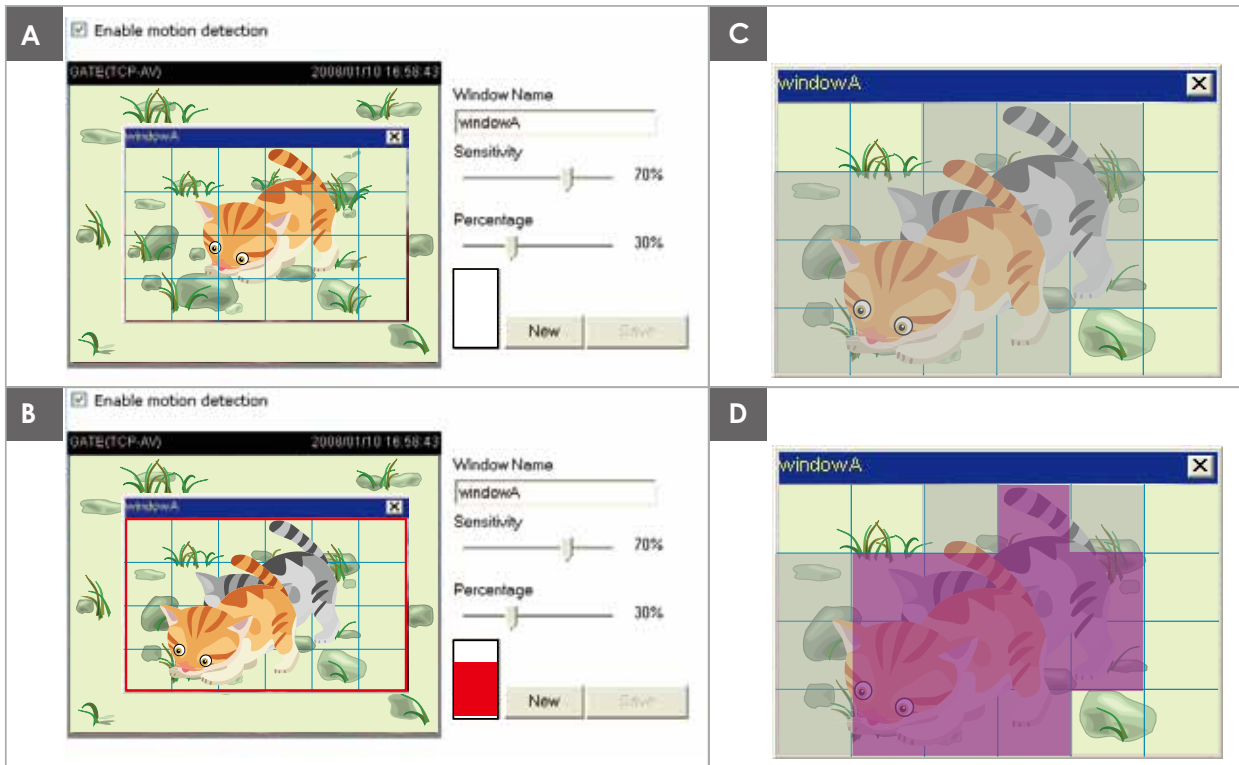 A
Enable motion detection
GATE(TCP-AV) 2008/01/10 16:58:43
windowA
Window Name
windowA
Sensitivity
70%
Percentage
30%
New
Save
B
Enable motion detection
GATE(TCP-AV) 2008/01/10 16:58:43
windowA
Window Name
windowA
Sensitivity
70%
Percentage
30%
New
Save
C
windowA
D
windowA